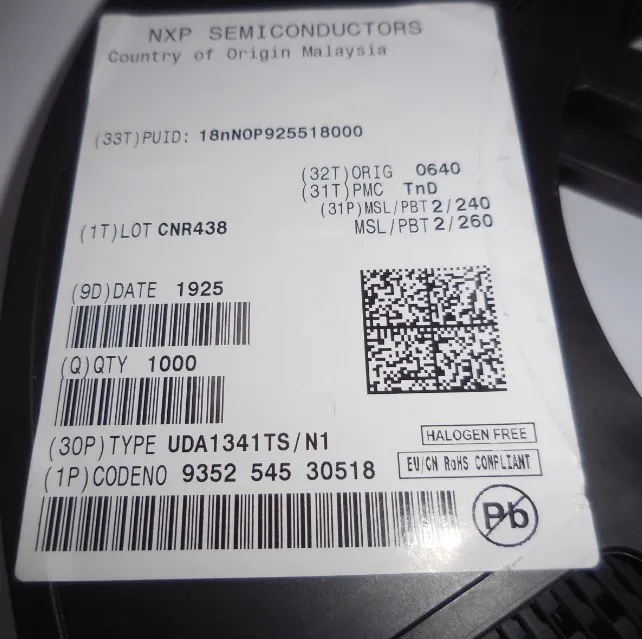 NXP SEMICONDUCTORS
Country of Origin Malaysia
(33T)PUID: 18nNOP925518000
(32T)ORIG 0640
(31T)PMC TnD
(31P)MSL/PBT 2/240
MSL/PBT 2/260
(1T)LOT CNR438
(9D)DATE 1925
(Q)QTY 1000
(30P)TYPE UDA1341TS/N1
HALOGEN FREE
(1P)CODENO 9352 545 30518
EU/CN RoHS COMPLIANT
Pb